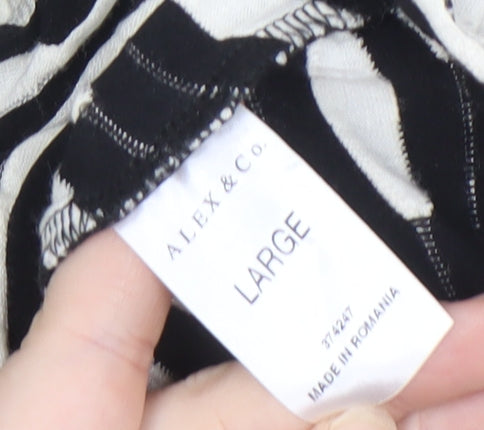 ALEX & Co.
LARGE
374247
MADE IN ROMANIA